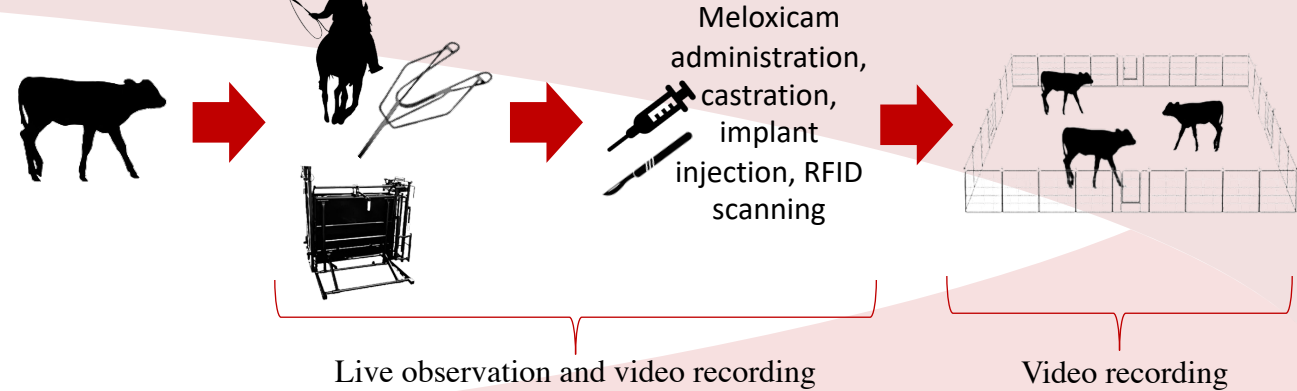 Meloxicam
administration,
castration,
implant
injection, RFID
scanning
Live observation and video recording
Video recording